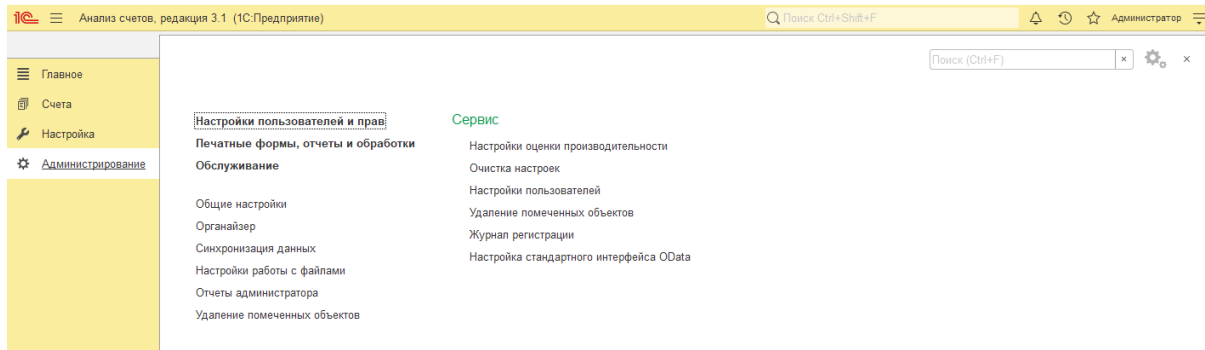 1С Анализ счетов, редакция 3.1 (1С:Предприятие) Поиск Ctrl+Shift+F Администратор
Поиск (Ctrl+F) × ×
Главное
Счета
Настройка
Администрирование
Настройки пользователей и прав
Печатные формы, отчеты и обработки
Обслуживание
Общие настройки
Органайзер
Синхронизация данных
Настройки работы с файлами
Отчеты администратора
Удаление помеченных объектов
Сервис
Настройки оценки производительности
Очистка настроек
Настройки пользователей
Удаление помеченных объектов
Журнал регистрации
Настройка стандартного интерфейса OData